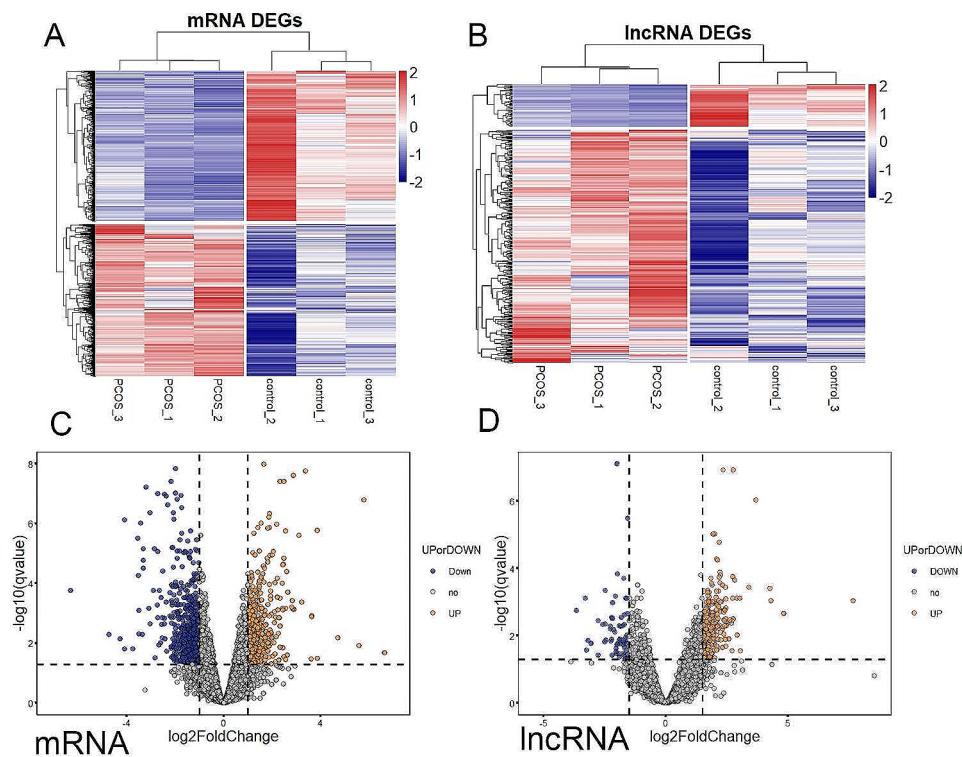 A
mRNA DEGs
2
1
0
-1
-2
PCOS_3
PCOS_1
PCOS_2
control_2
control_1
control_3
B
lncRNA DEGs
2
1
0
-1
-2
PCOS_3
PCOS_1
PCOS_2
control_2
control_1
control_3
C
-log10(qvalue)
8
6
4
2
0
-4
0
4
log2FoldChange
mRNA
UPorDOWN
Down
no
UP
D
-log10(qvalue)
6
4
2
0
-5
0
5
log2FoldChange
lncRNA
UPorDOWN
DOWN
no
UP